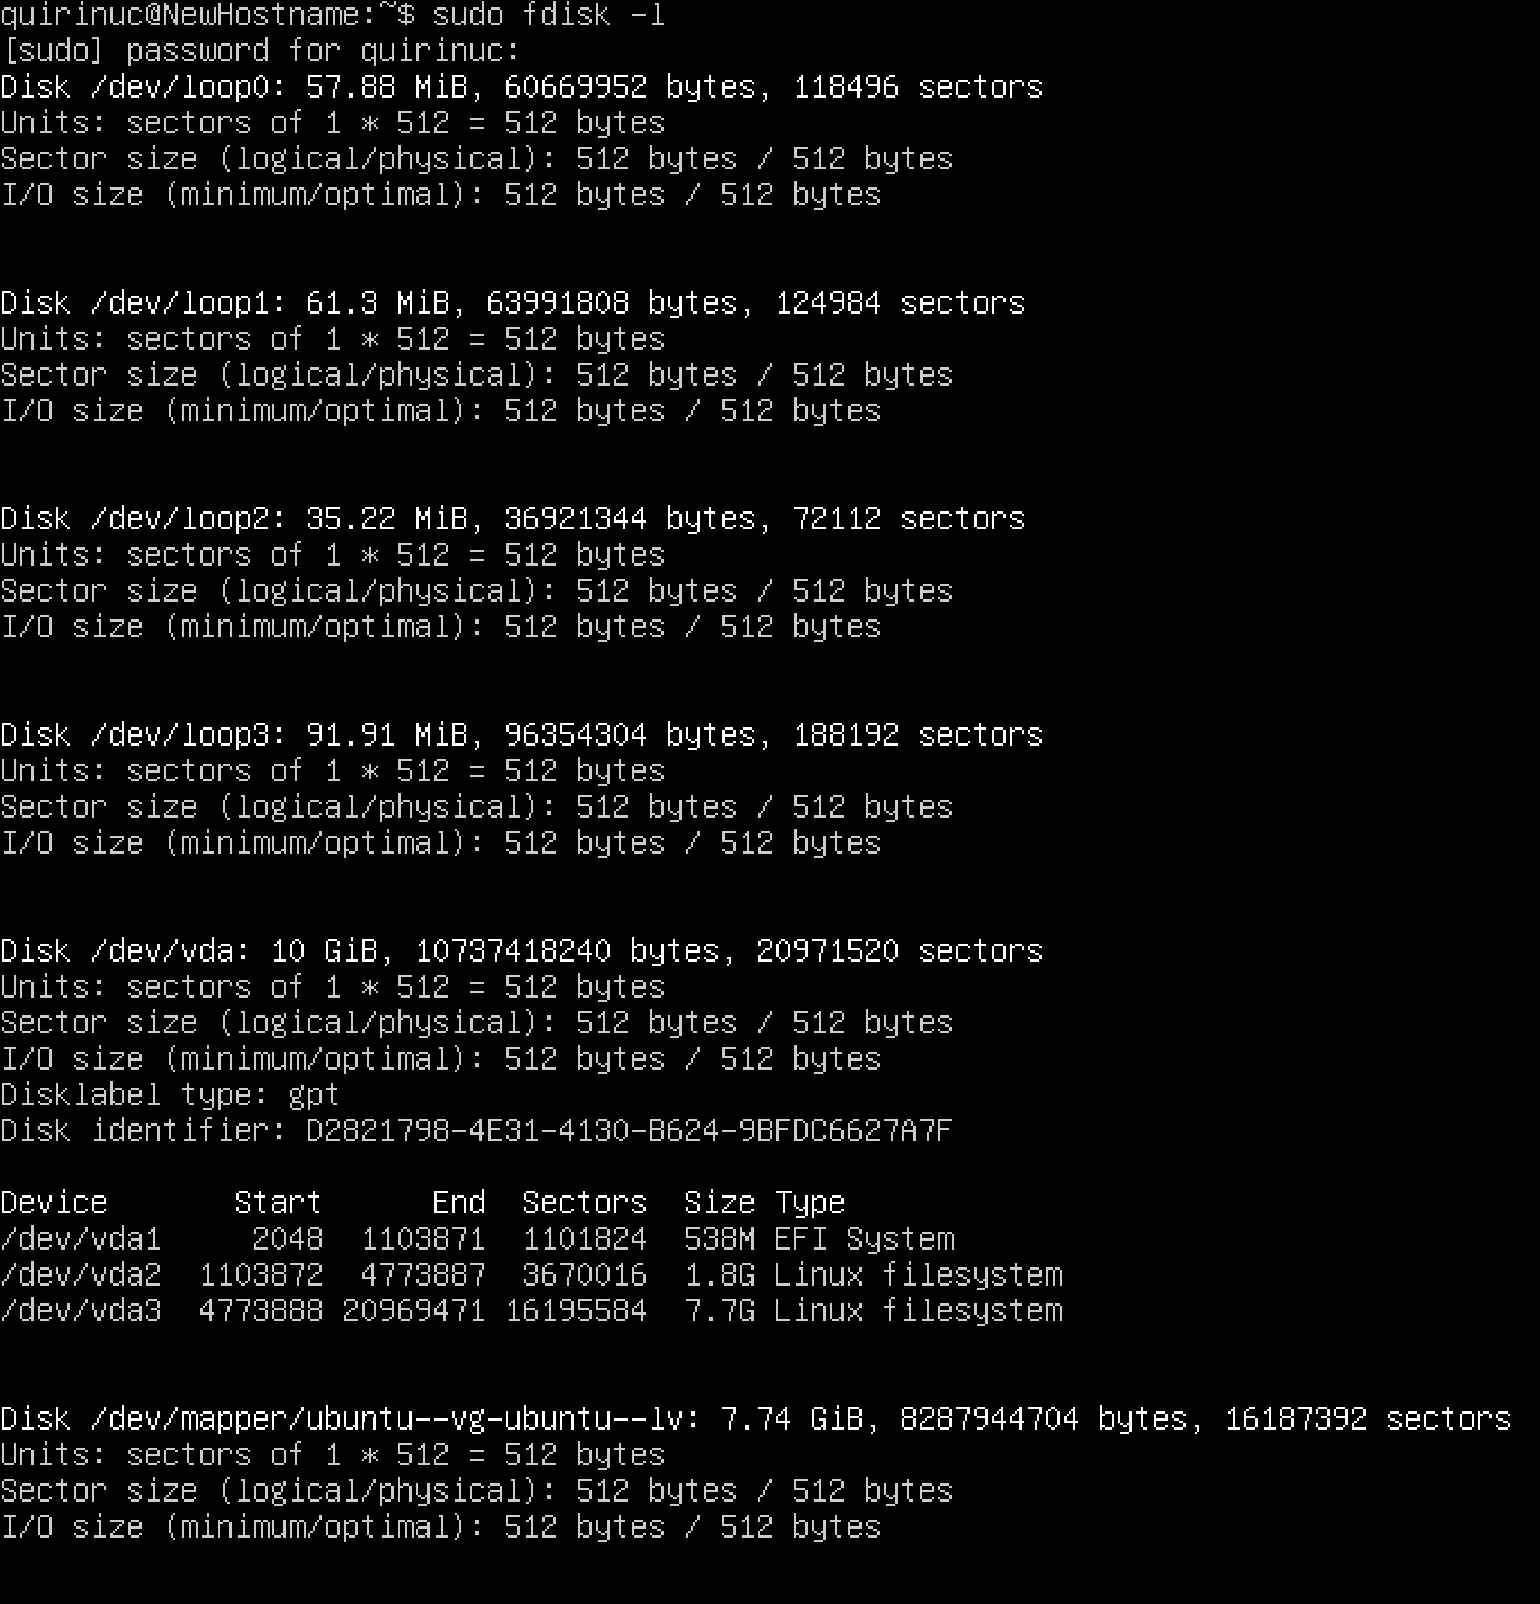 quirinuc@NewHostname:~$ sudo fdisk -l
[sudo] password for quirinuc:
Disk /dev/loop0: 57.88 MiB, 60669952 bytes, 118496 sectors
Units: sectors of 1 * 512 = 512 bytes
Sector size (logical/physical): 512 bytes / 512 bytes
I/O size (minimum/optimal): 512 bytes / 512 bytes
Disk /dev/loop1: 61.3 MiB, 63991808 bytes, 124984 sectors
Units: sectors of 1 * 512 = 512 bytes
Sector size (logical/physical): 512 bytes / 512 bytes
I/O size (minimum/optimal): 512 bytes / 512 bytes
Disk /dev/loop2: 35.22 MiB, 36921344 bytes, 72112 sectors
Units: sectors of 1 * 512 = 512 bytes
Sector size (logical/physical): 512 bytes / 512 bytes
I/O size (minimum/optimal): 512 bytes / 512 bytes
Disk /dev/loop3: 91.91 MiB, 96354304 bytes, 188192 sectors
Units: sectors of 1 * 512 = 512 bytes
Sector size (logical/physical): 512 bytes / 512 bytes
I/O size (minimum/optimal): 512 bytes / 512 bytes
Disk /dev/vda: 10 GiB, 10737418240 bytes, 20971520 sectors
Units: sectors of 1 * 512 = 512 bytes
Sector size (logical/physical): 512 bytes / 512 bytes
I/O size (minimum/optimal): 512 bytes / 512 bytes
Disklabel type: gpt
Disk identifier: D2821798-4E31-4130-B624-9BFDC6627A7F
Device       Start      End  Sectors  Size Type
/dev/vda1     2048  1103871  1101824  538M EFI System
/dev/vda2  1103872  4773887  3670016  1.8G Linux filesystem
/dev/vda3  4773888 20969471 16195584  7.7G Linux filesystem
Disk /dev/mapper/ubuntu--vg-ubuntu--lv: 7.74 GiB, 8287944704 bytes, 16187392 sectors
Units: sectors of 1 * 512 = 512 bytes
Sector size (logical/physical): 512 bytes / 512 bytes
I/O size (minimum/optimal): 512 bytes / 512 bytes